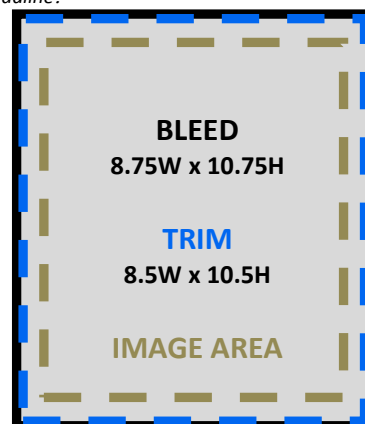 BLEED
8.75W x 10.75H
TRIM
8.5W x 10.5H
IMAGE AREA